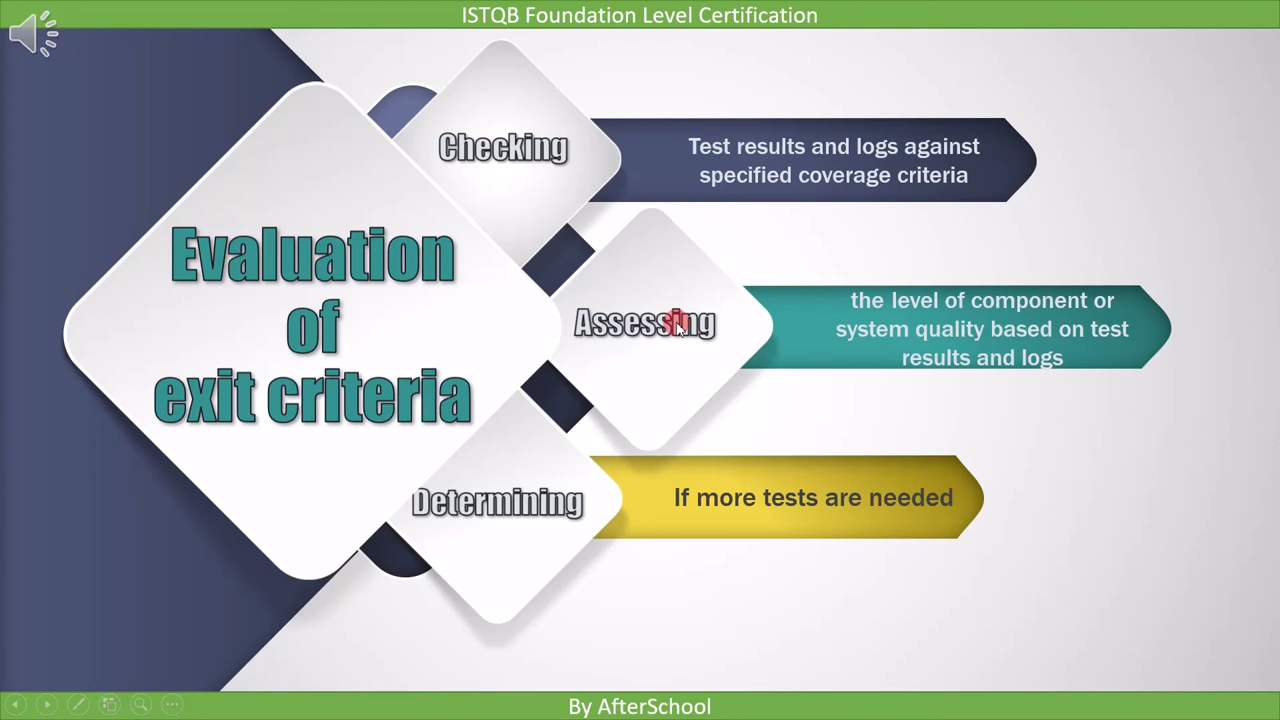 ISTQB Foundation Level Certification
Checking
Test results and logs against
specified coverage criteria
Evaluation
of
exit criteria
Assessing
the level of component or
system quality based on test
results and logs
Determining
If more tests are needed
By AfterSchool